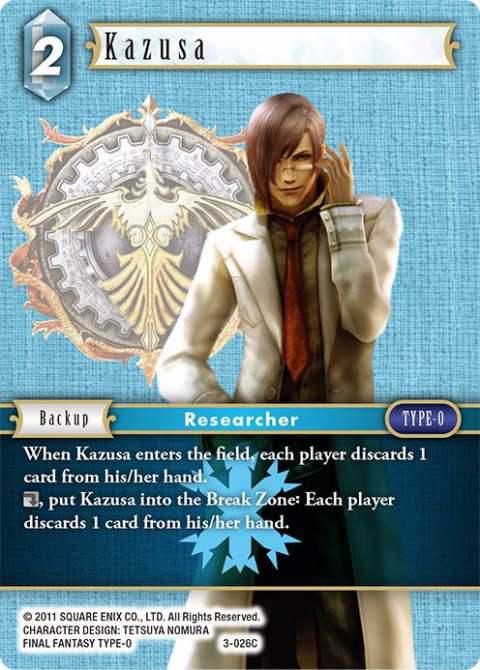 2
Kazusa
Backup
Researcher
TYPE-0
When Kazusa enters the field, each player discards 1
card from his/her hand.
, put Kazusa into the Break Zone: Each player
discards 1 card from his/her hand.
© 2011 SQUARE ENIX CO., LTD. All Rights Reserved.
CHARACTER DESIGN: TETSUYA NOMURA
FINAL FANTASY TYPE-0
3-026C